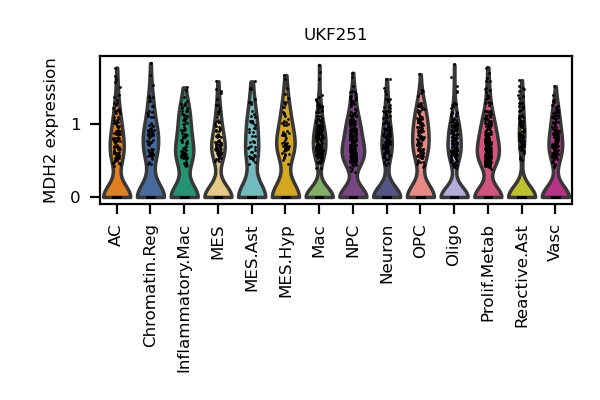 UKF251
MDH2 expression
1
0
AC
Chromatin.Reg
Inflammatory.Mac
MES
MES.Ast
MES.Hyp
Mac
NPC
Neuron
OPC
Oligo
Prolif.Metab
Reactive.Ast
Vasc